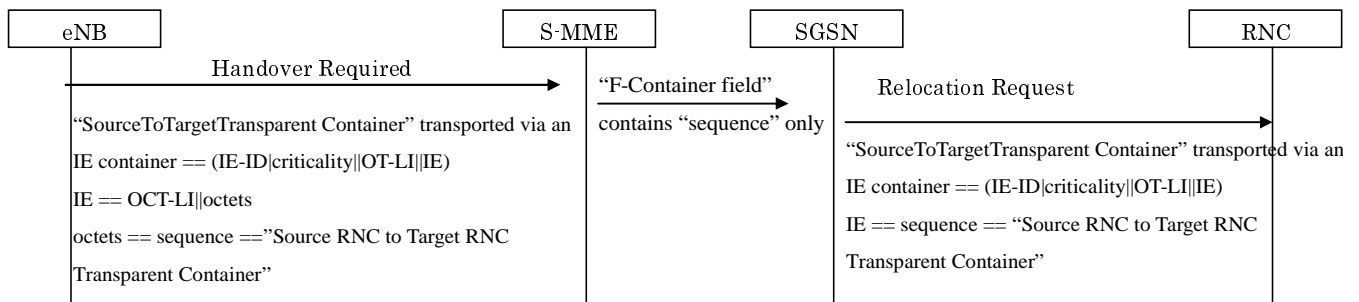 eNB
S-MME
SGSN
RNC
Handover Required
“F-Container field”
contains “sequence” only
Relocation Request
“SourceToTargetTransparent Container” transported via an
IE container == (IE-ID|criticality||OT-LI||IE)
IE == OCT-LI||octets
octets == sequence ==”Source RNC to Target RNC
Transparent Container”
“SourceToTargetTransparent Container” transported via an
IE container == (IE-ID|criticality||OT-LI||IE)
IE == sequence == “Source RNC to Target RNC
Transparent Container”